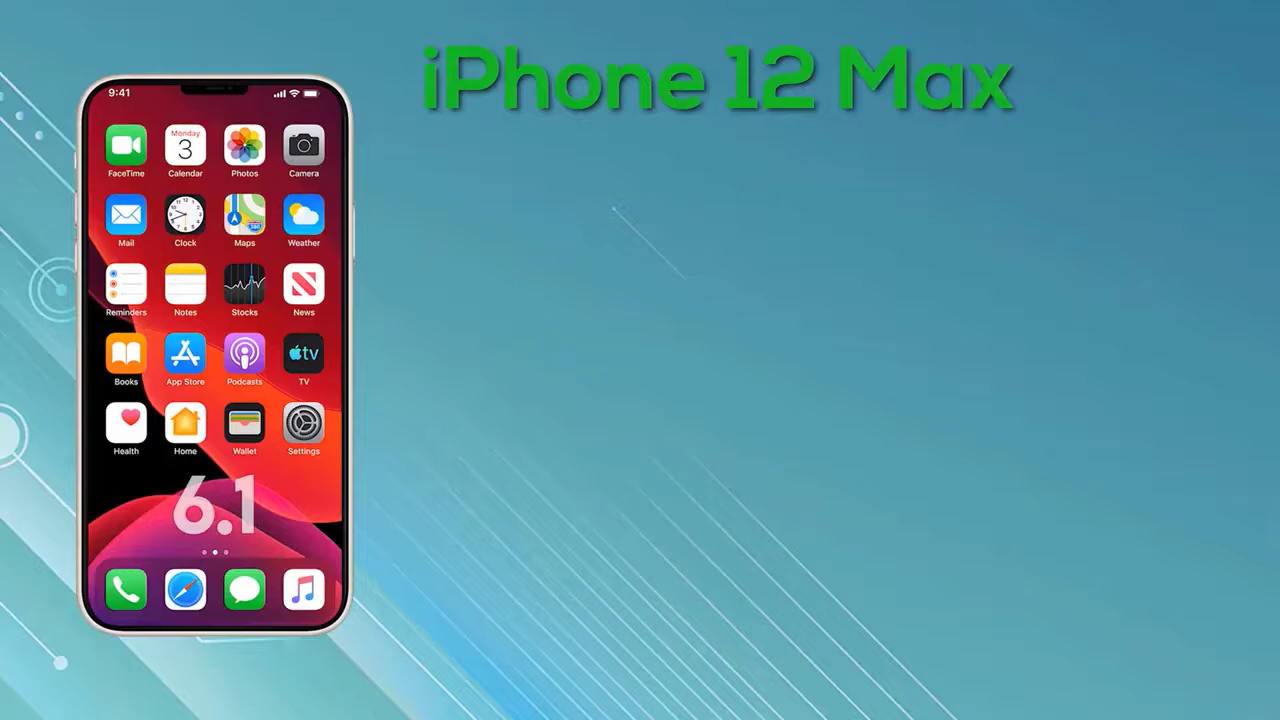 iPhone 12 Max
9:41
Monday
3
FaceTime Calendar Photos Camera
Mail Clock Maps Weather
Reminders Notes Stocks News
tv
Books App Store Podcasts TV
Health Home Wallet Settings
6.1